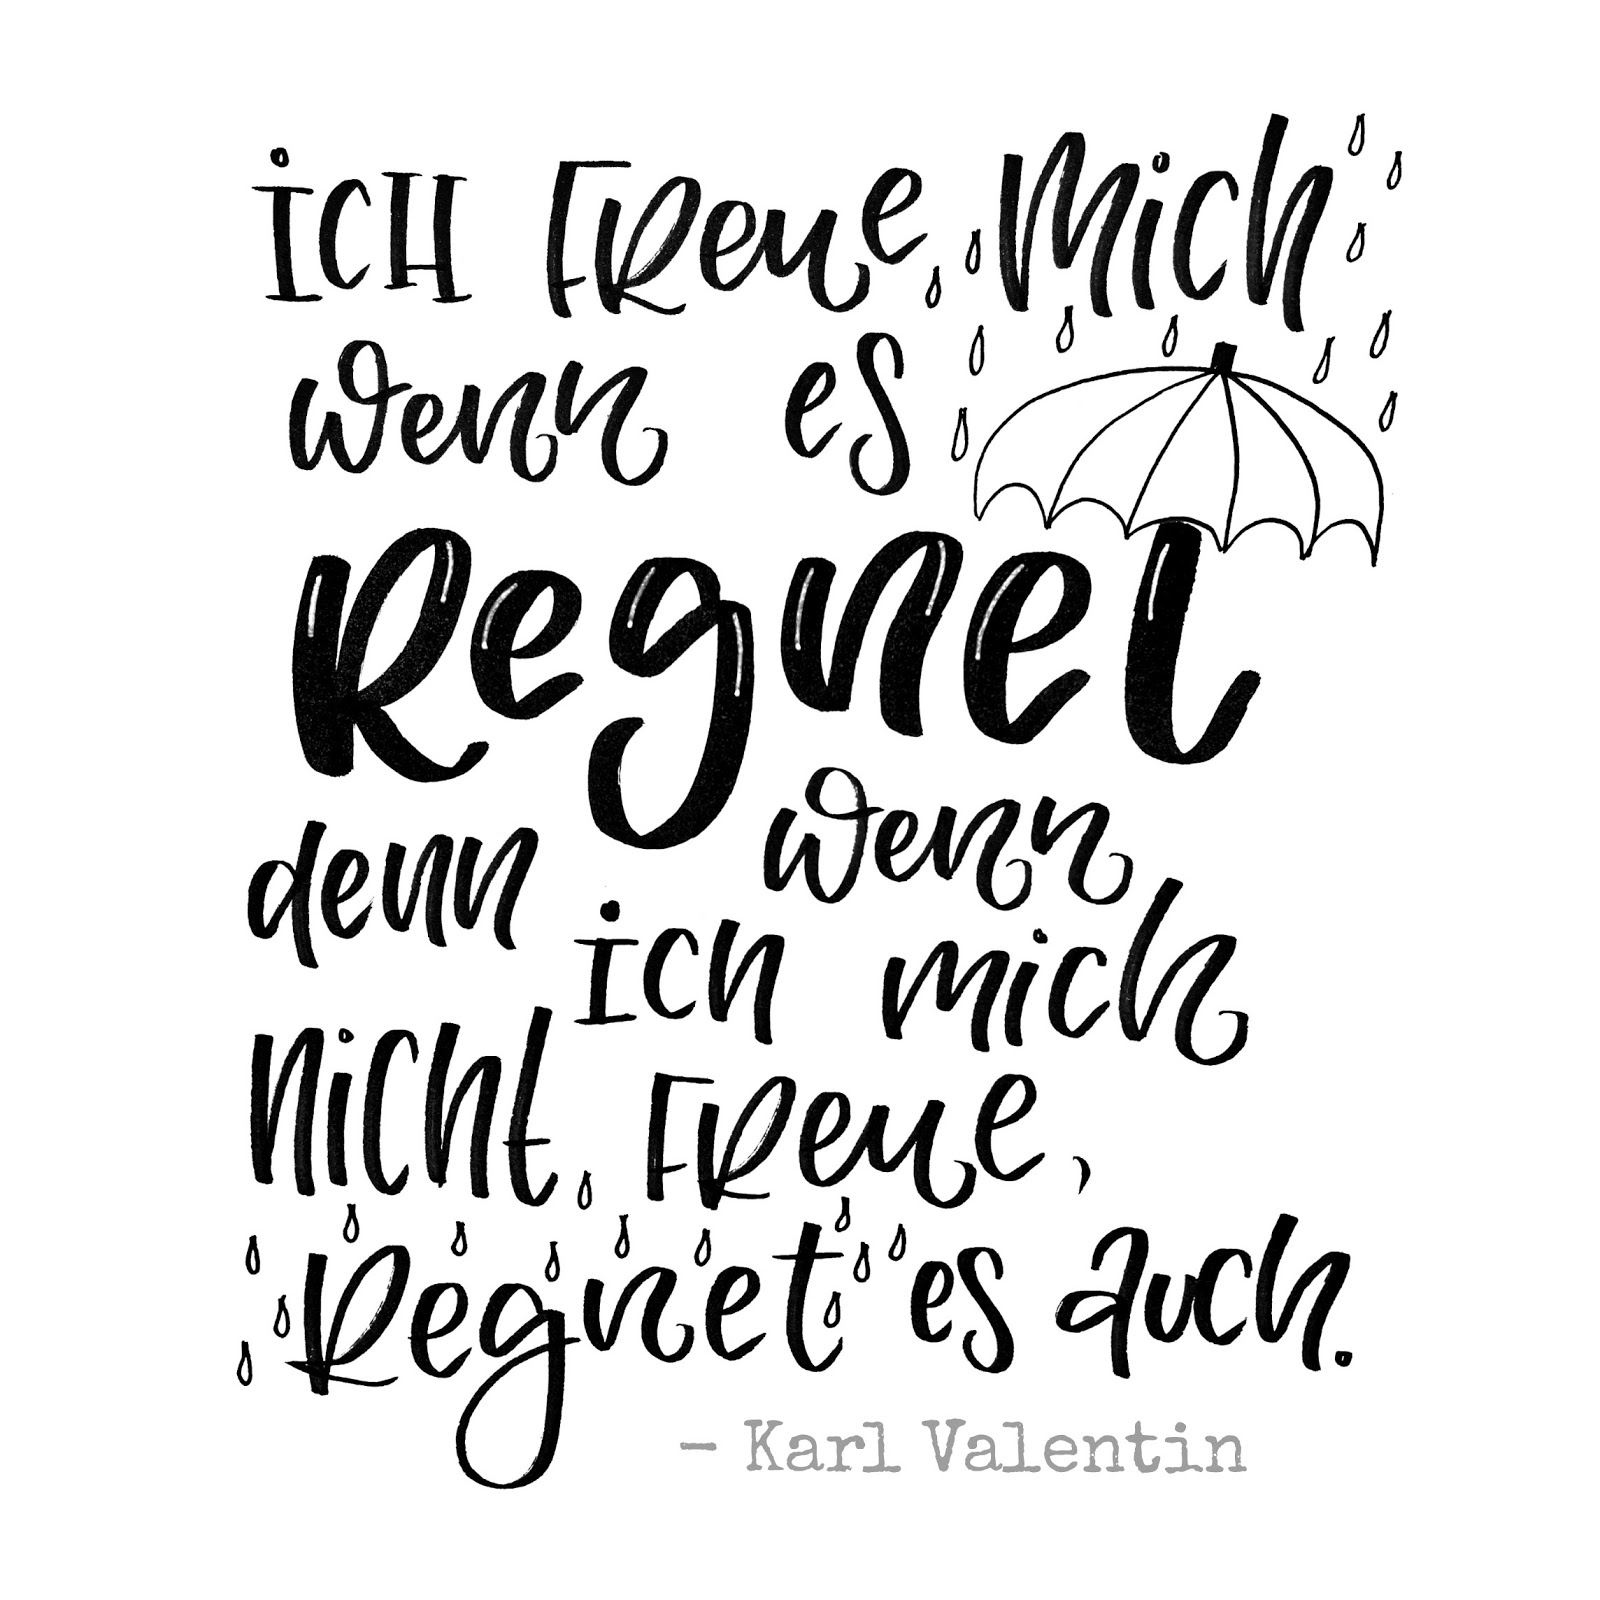 ich freue mich
wenn es
Regnet
denn wenn
ich mich
nicht freue,
Regnet es auch.
– Karl Valentin